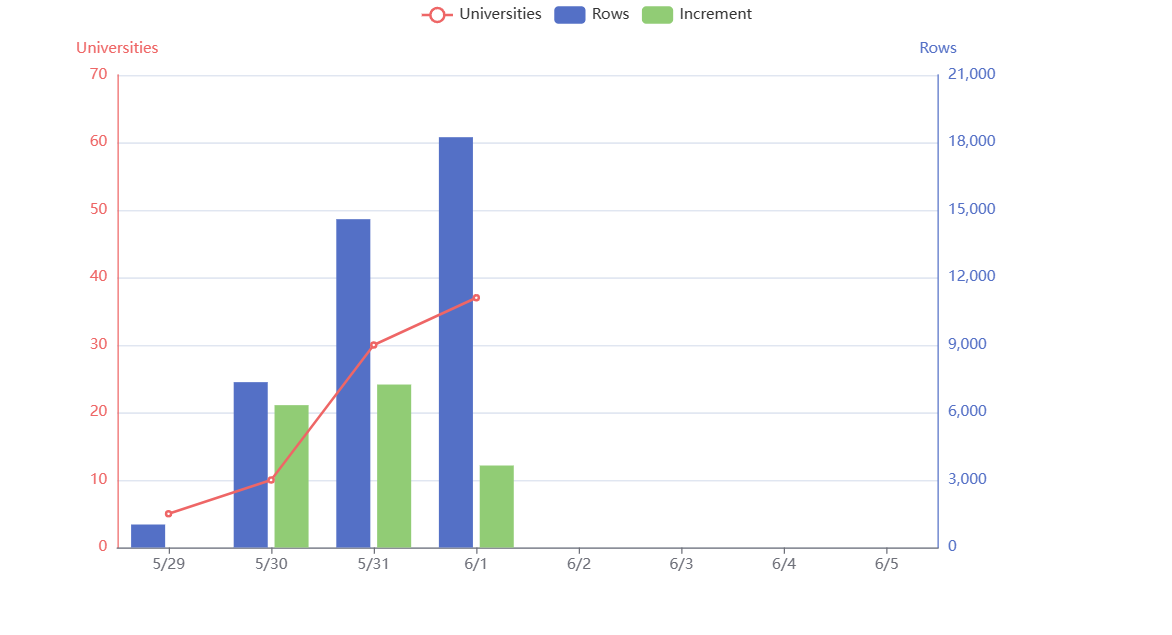 Universities Rows Increment
Universities Rows
70 21,000
60 18,000
50 15,000
40 12,000
30 9,000
20 6,000
10 3,000
0 0
5/29 5/30 5/31 6/1 6/2 6/3 6/4 6/5